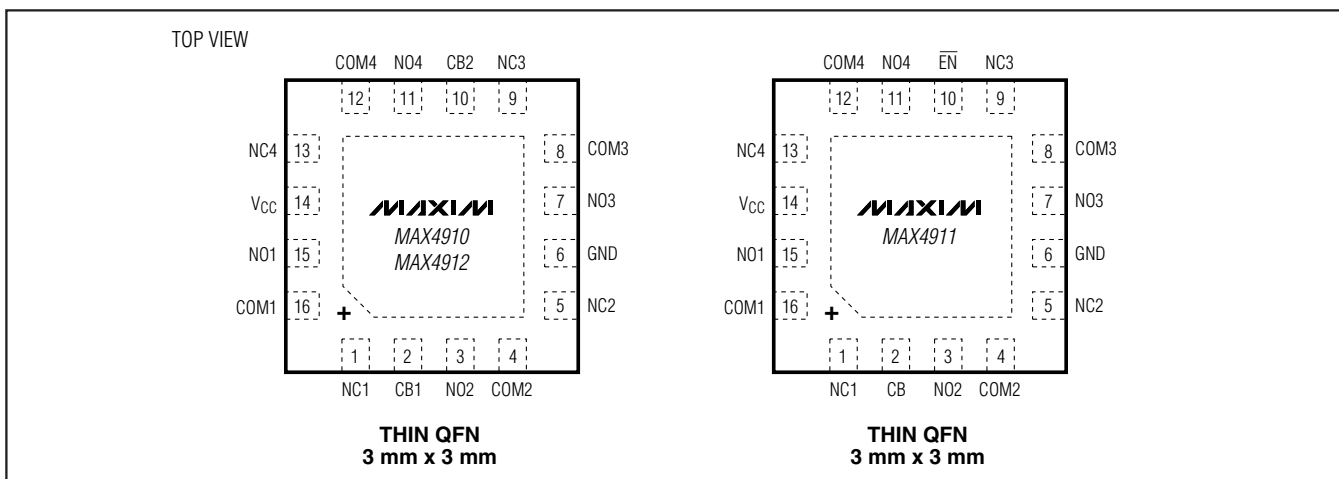 TOP VIEW
COM4 NO4 CB2 NC3
12 11 10 9
NC4 13
VCC 14
NO1 15
COM1 16
8 COM3
7 NO3
6 GND
5 NC2
MAXIM
MAX4910
MAX4912
+
1 2 3 4
NC1 CB1 NO2 COM2
THIN QFN
3 mm x 3 mm
COM4 NO4 E̅N̅ NC3
12 11 10 9
NC4 13
VCC 14
NO1 15
COM1 16
8 COM3
7 NO3
6 GND
5 NC2
MAXIM
MAX4911
+
1 2 3 4
NC1 CB NO2 COM2
THIN QFN
3 mm x 3 mm